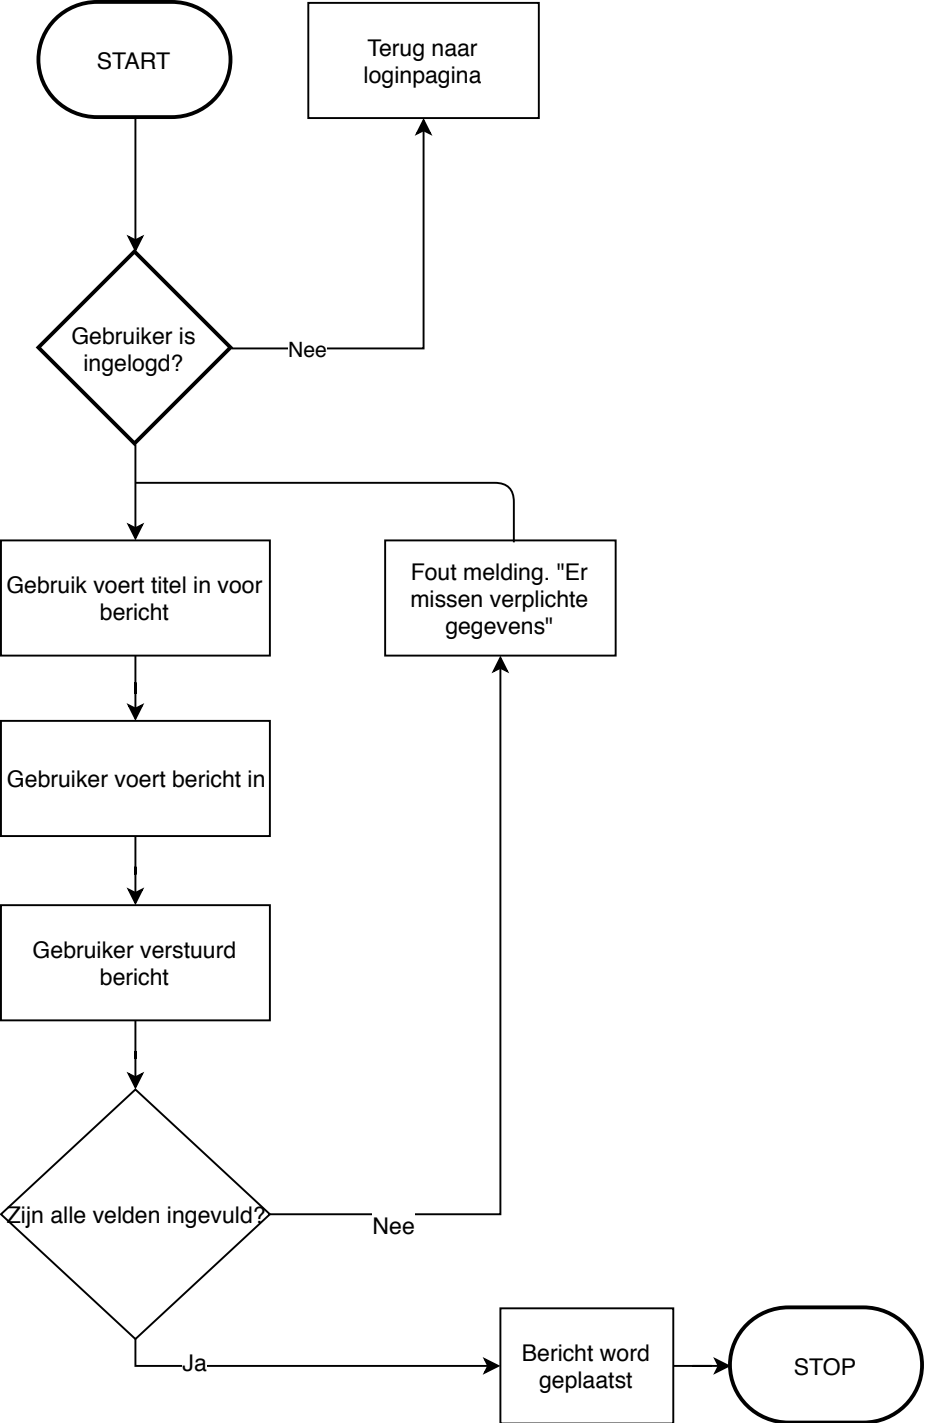 START
Terug naar
loginpagina
Gebruiker is
ingelogd?
Nee
Gebruik voert titel in voor
bericht
Fout melding. "Er
missen verplichte
gegevens"
Gebruiker voert bericht in
Gebruiker verstuurd
bericht
Zijn alle velden ingevuld?
Nee
Ja
Bericht word
geplaatst
STOP